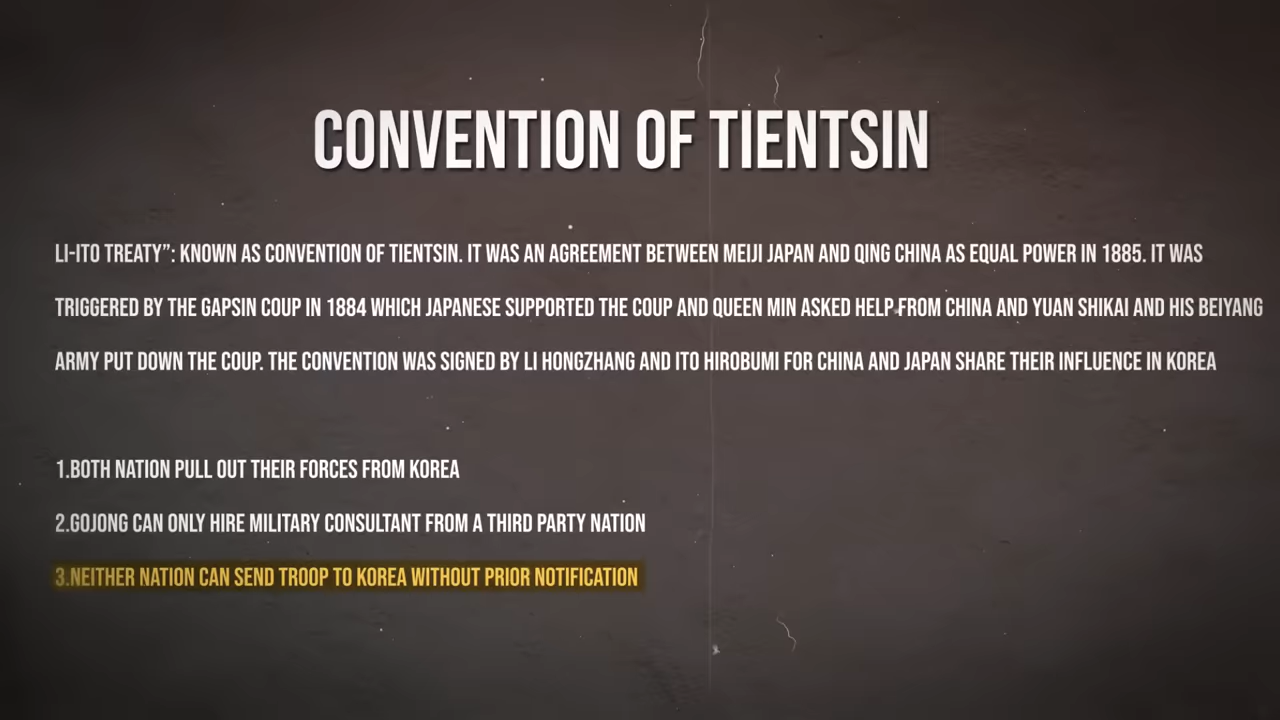 CONVENTION OF TIENTSIN
LI-ITO TREATY”: KNOWN AS CONVENTION OF TIENTSIN. IT WAS AN AGREEMENT BETWEEN MEIJI JAPAN AND QING CHINA AS EQUAL POWER IN 1885. IT WAS
TRIGGERED BY THE GAPSIN COUP IN 1884 WHICH JAPANESE SUPPORTED THE COUP AND QUEEN MIN ASKED HELP FROM CHINA AND YUAN SHIKAI AND HIS BEIYANG
ARMY PUT DOWN THE COUP. THE CONVENTION WAS SIGNED BY LI HONGZHANG AND ITO HIROBUMI FOR CHINA AND JAPAN SHARE THEIR INFLUENCE IN KOREA
1.BOTH NATION PULL OUT THEIR FORCES FROM KOREA
2.GOJONG CAN ONLY HIRE MILITARY CONSULTANT FROM A THIRD PARTY NATION
3.NEITHER NATION CAN SEND TROOP TO KOREA WITHOUT PRIOR NOTIFICATION